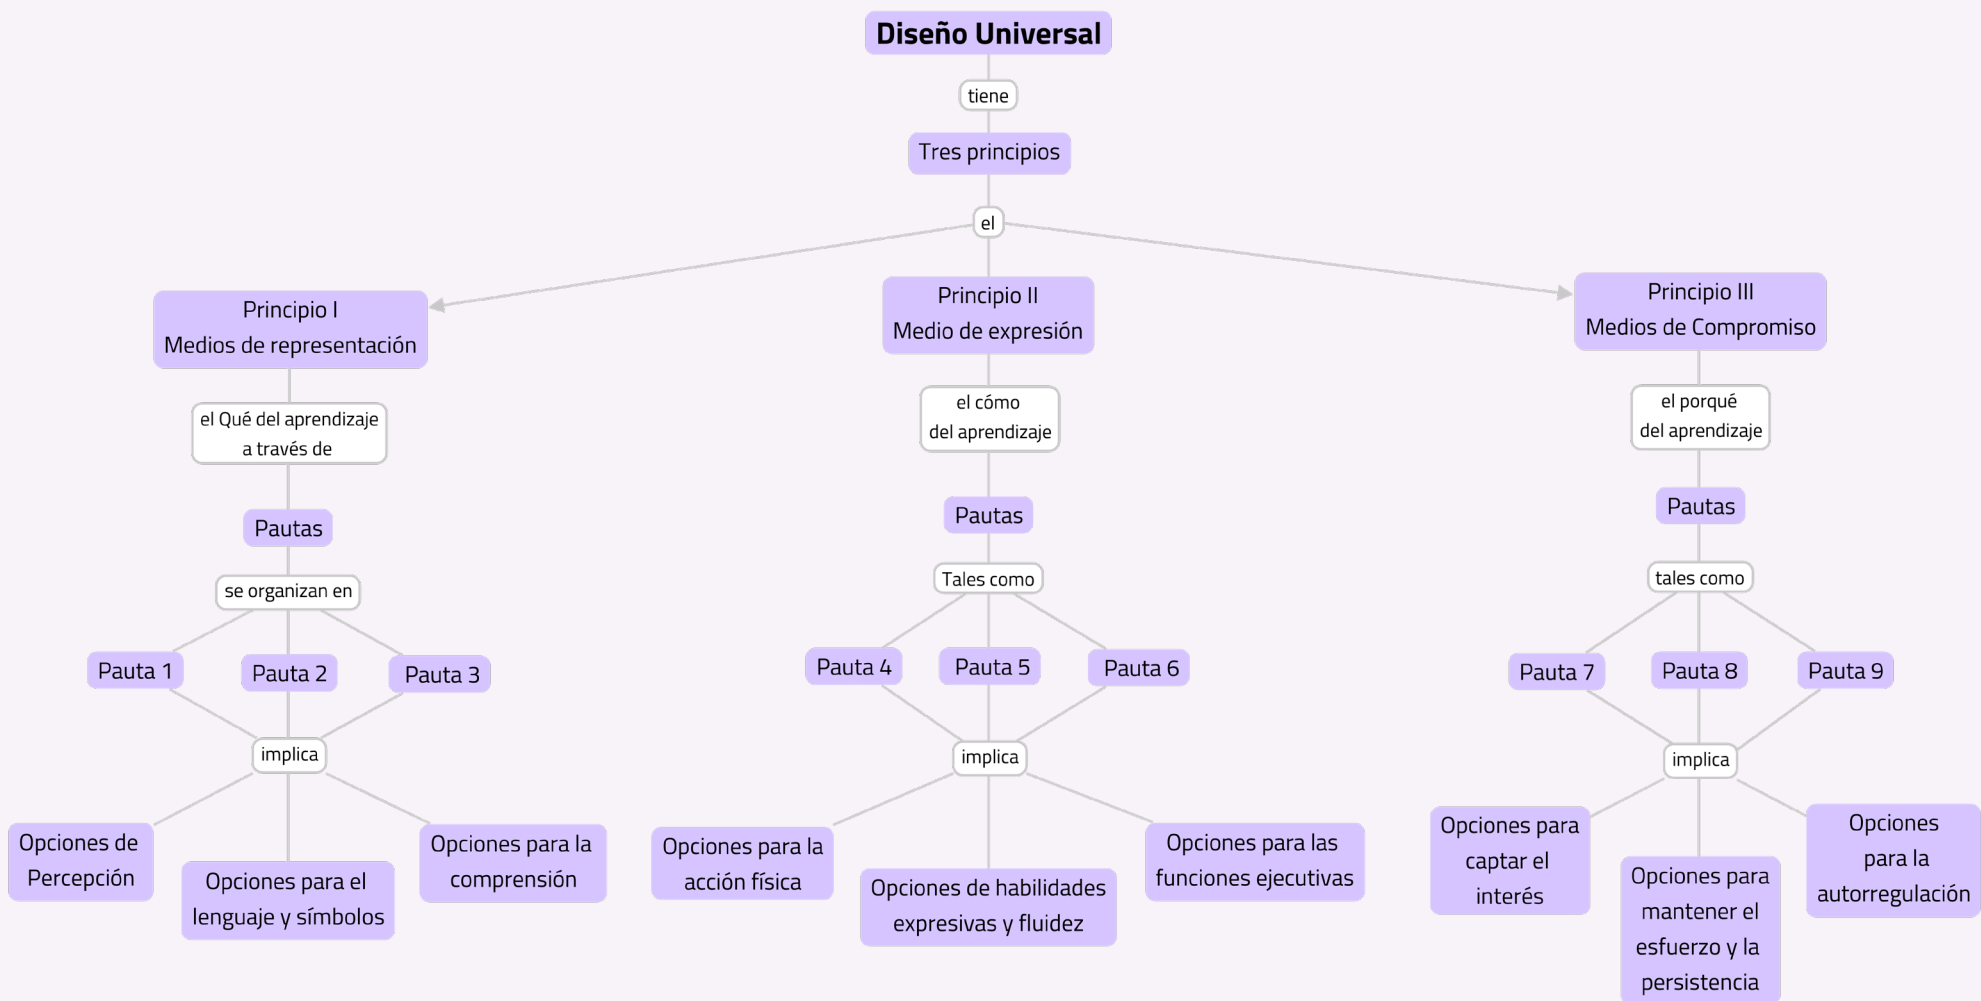 Diseño Universal
tiene
Tres principios
el
Principio I
Medios de representación
el Qué del aprendizaje
a través de
Pautas
se organizan en
Pauta 1
Pauta 2
Pauta 3
implica
Opciones de
Percepción
Opciones para el
lenguaje y símbolos
Opciones para la
comprensión
Principio II
Medio de expresión
el cómo
del aprendizaje
Pautas
Tales como
Pauta 4
Pauta 5
Pauta 6
implica
Opciones para la
acción física
Opciones de habilidades
expresivas y fluidez
Opciones para las
funciones ejecutivas
Principio III
Medios de Compromiso
el porqué
del aprendizaje
Pautas
tales como
Pauta 7
Pauta 8
Pauta 9
implica
Opciones para
captar el
interés
Opciones para
mantener el
esfuerzo y la
persistencia
Opciones
para la
autorregulación